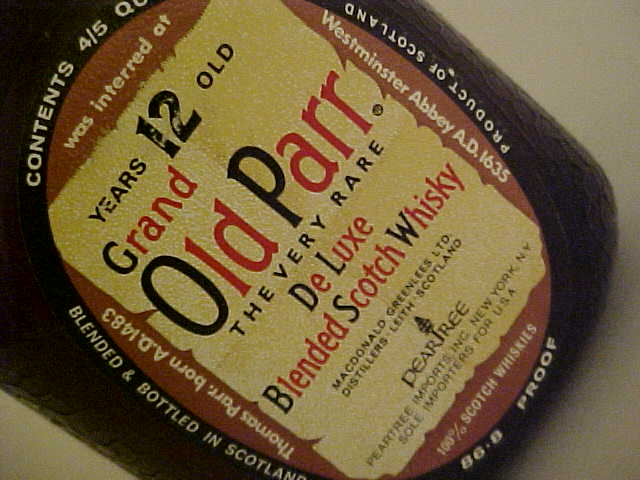 CONTENTS 4/5
PRODUCT OF SCOTLAND
was interred at
Westminster Abbey A.D. 1635
YEARS 12 OLD
Grand
Old Parr
®
THE VERY RARE
De Luxe
Blended Scotch Whisky
MACDONALD GREENLEES LTD.
DISTILLERS · LEITH · SCOTLAND
PEARTREE
PEARTREE IMPORTS, INC. NEW YORK, N.Y.
SOLE IMPORTERS FOR U.S.A
Thomas Parr, born A.D. 1483
100% SCOTCH WHISKIES
BLENDED & BOTTLED IN SCOTLAND
86·8 PROOF